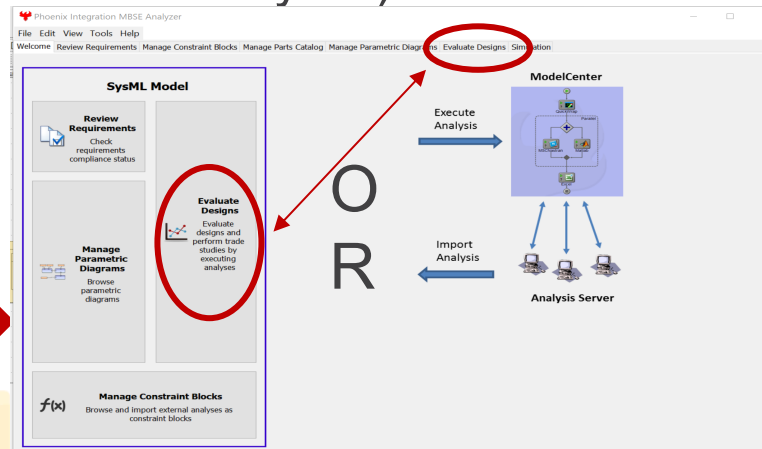 Phoenix Integration MBSE Analyzer
File Edit View Tools Help
Welcome Review Requirements Manage Constraint Blocks Manage Parts Catalog Manage Parametric Diagrams Evaluate Designs Simulation
SysML Model
Review
Requirements
Check
requirements
compliance status
Manage
Parametric
Diagrams
Browse
parametric
diagrams
Evaluate
Designs
Evaluate
designs and
perform trade
studies by
executing
analyses
f(x)
Manage Constraint Blocks
Browse and import external analyses as
constraint blocks
O
R
Execute
Analysis
Import
Analysis
ModelCenter
Parallel
Analysis Server